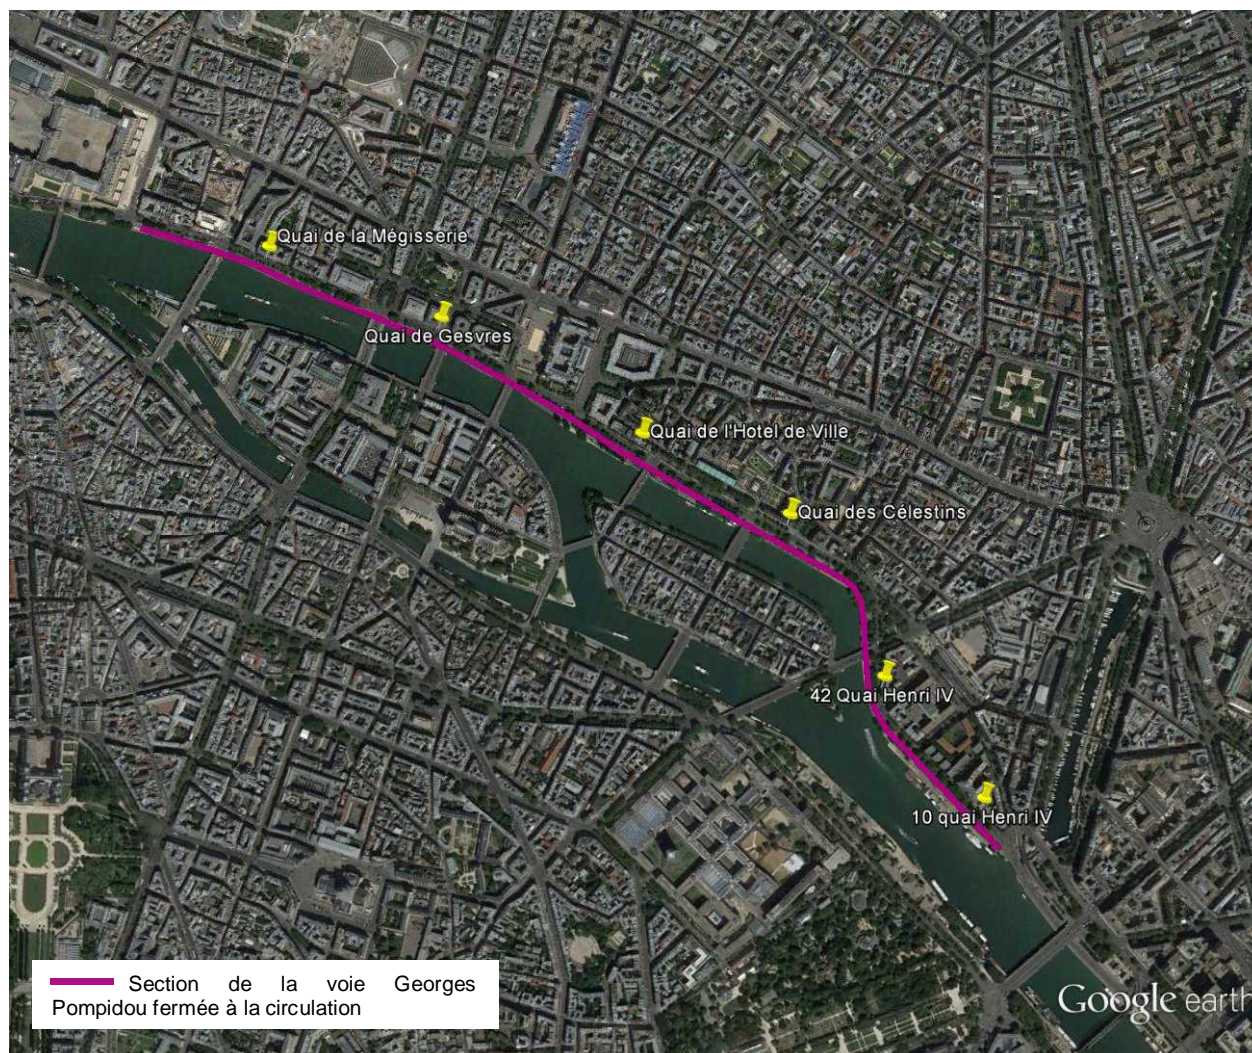 Quai de la Mégisserie
Quai de Gesvres
Quai de l'Hotel de Ville
Quai des Célestins
42 Quai Henri IV
10 quai Henri IV
Section de la voie Georges
Pompidou fermée à la circulation
Google earth